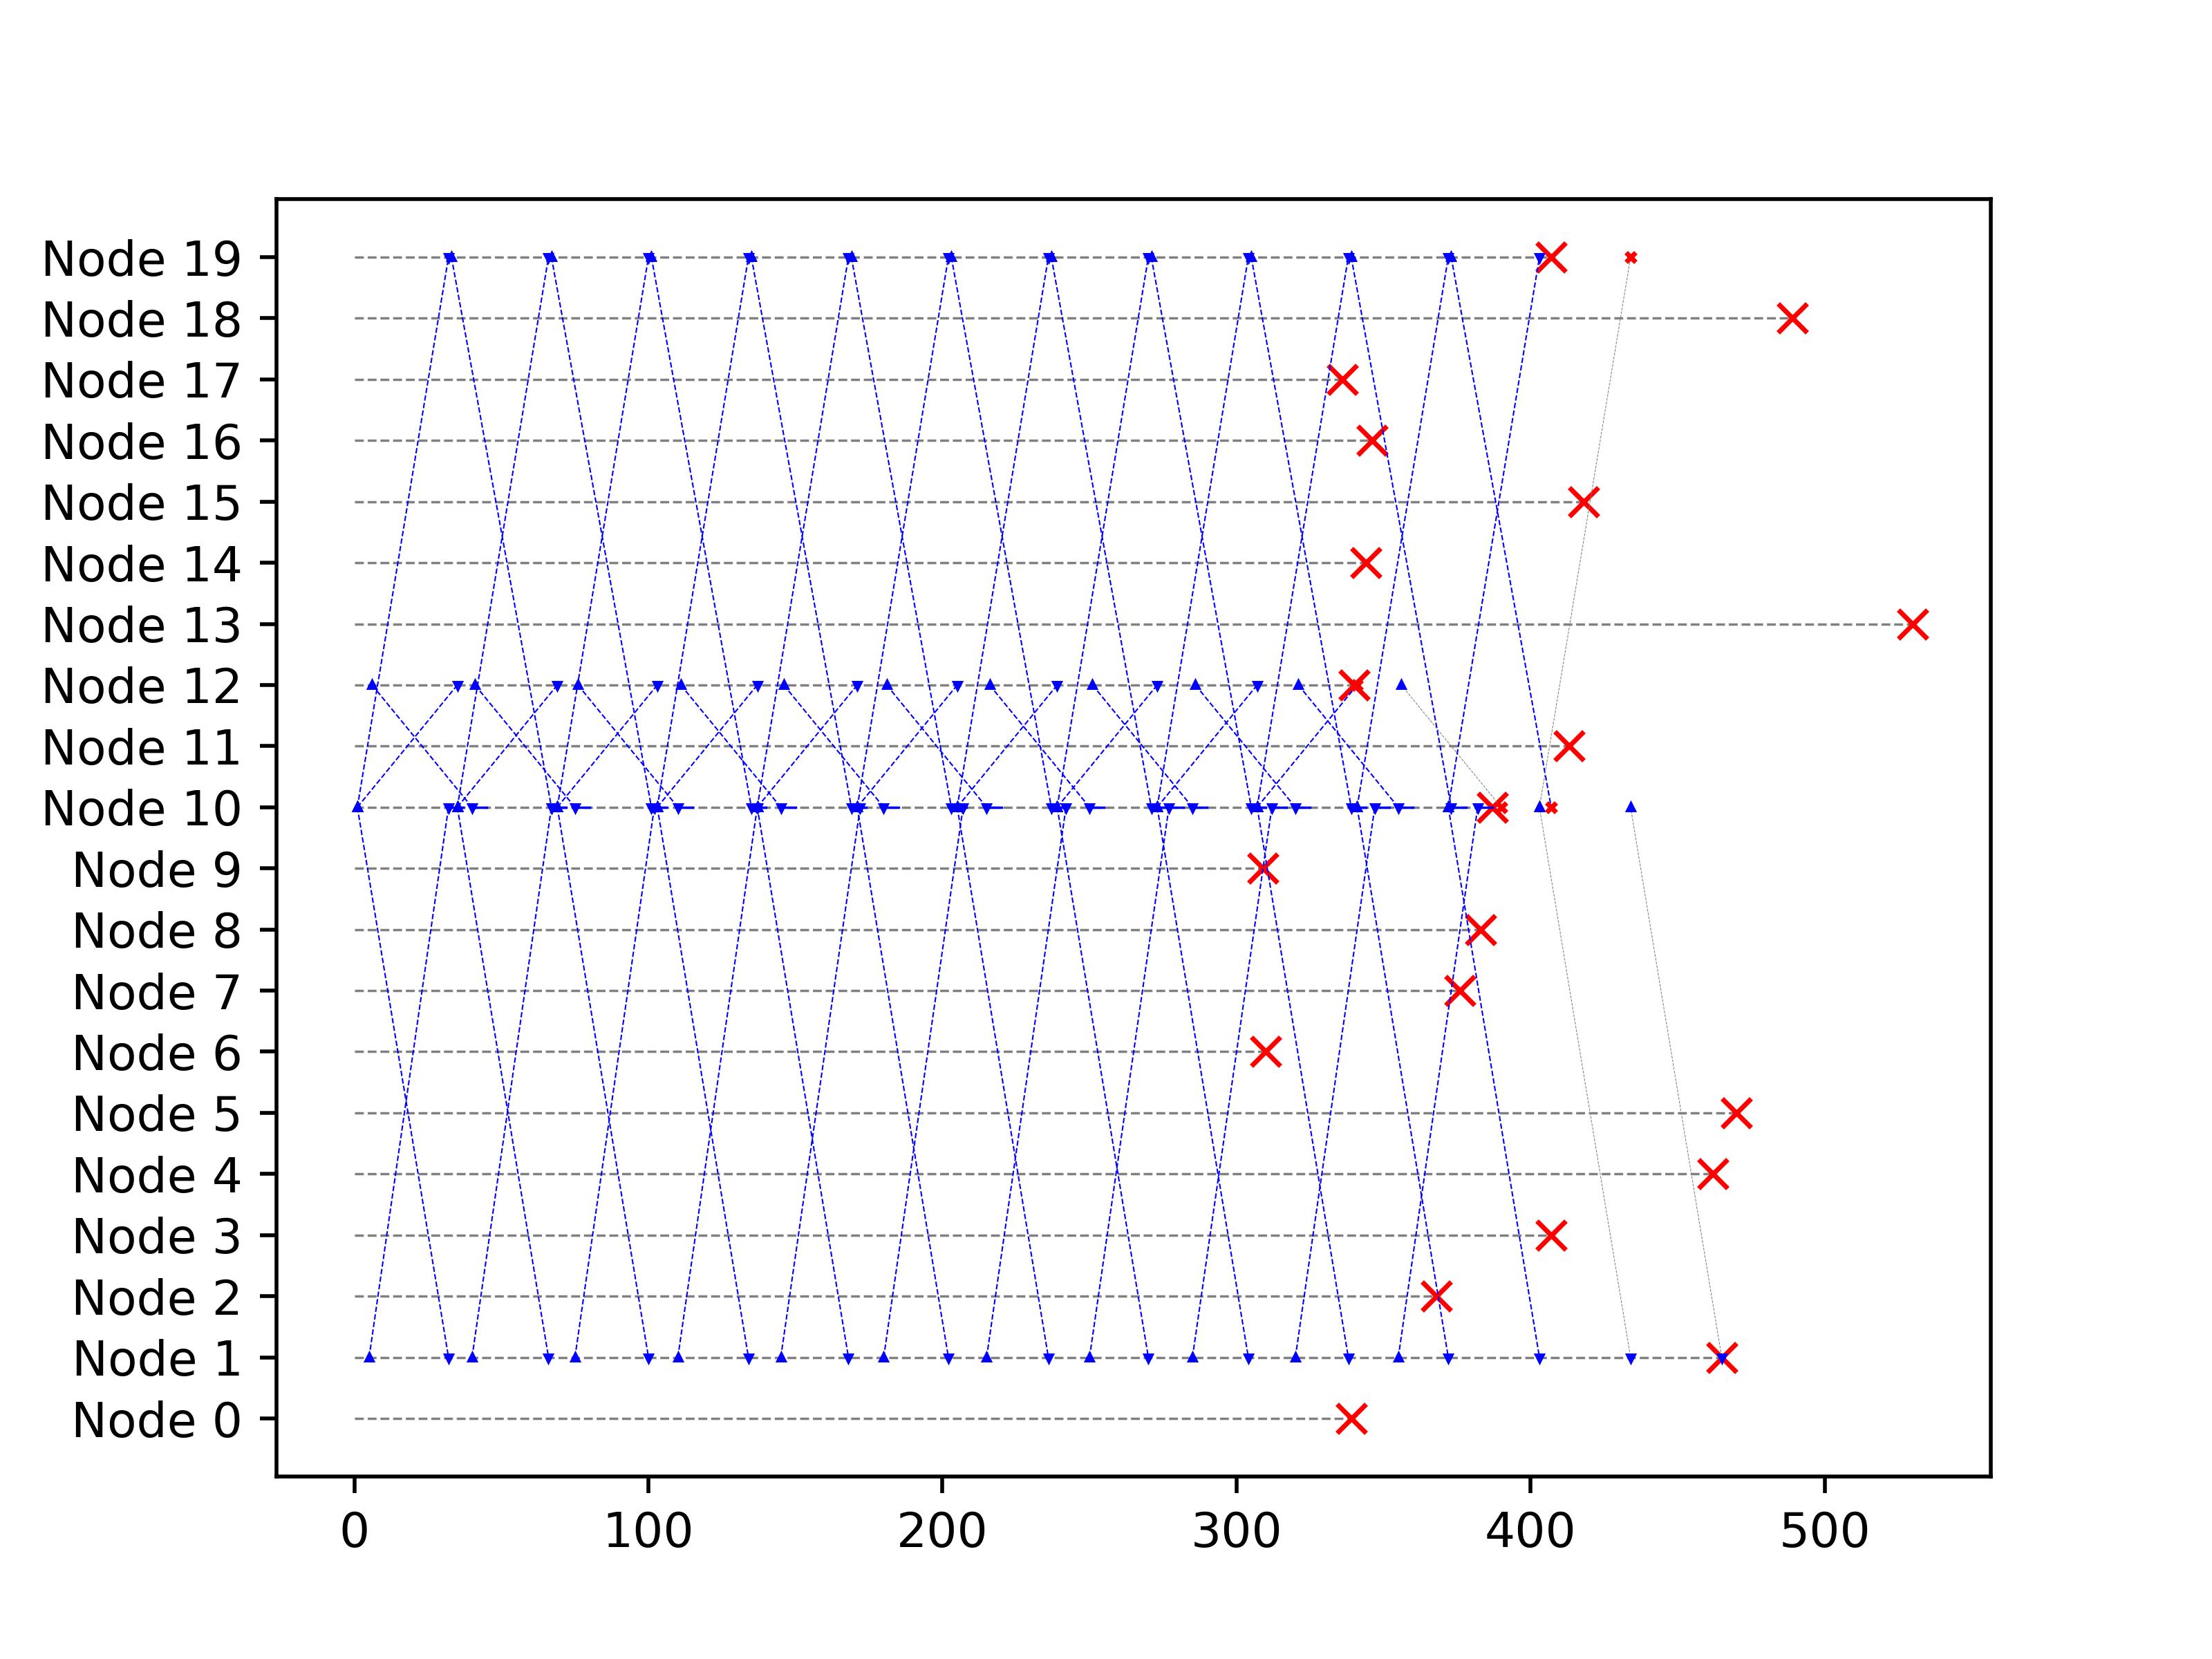 Node 19
Node 18
Node 17
Node 16
Node 15
Node 14
Node 13
Node 12
Node 11
Node 10
Node 9
Node 8
Node 7
Node 6
Node 5
Node 4
Node 3
Node 2
Node 1
Node 0
0 100 200 300 400 500